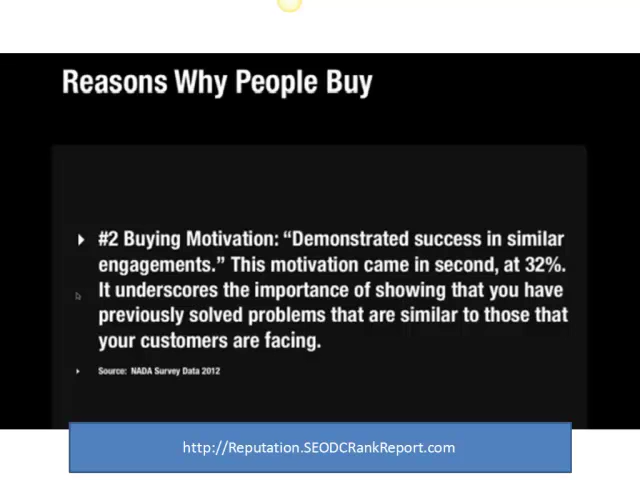 Reasons Why People Buy
#2 Buying Motivation: “Demonstrated success in similar
engagements.” This motivation came in second, at 32%.
It underscores the importance of showing that you have
previously solved problems that are similar to those that
your customers are facing.
Source: NADA Survey Data 2012
http://Reputation.SEODCRankReport.com